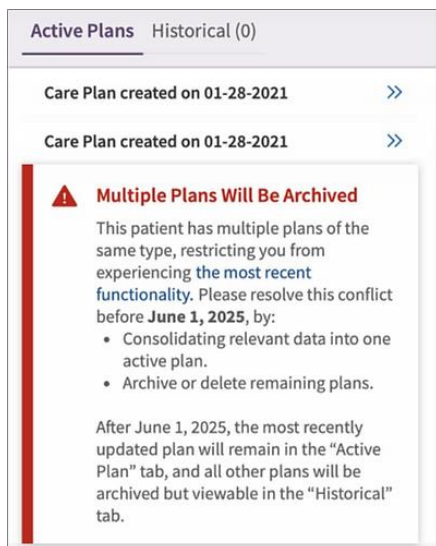 Active Plans Historical (0)
Care Plan created on 01-28-2021
Care Plan created on 01-28-2021
Multiple Plans Will Be Archived
This patient has multiple plans of the
same type, restricting you from
experiencing the most recent
functionality. Please resolve this conflict
before June 1, 2025, by:
• Consolidating relevant data into one
active plan.
• Archive or delete remaining plans.
After June 1, 2025, the most recently
updated plan will remain in the “Active
Plan” tab, and all other plans will be
archived but viewable in the “Historical”
tab.